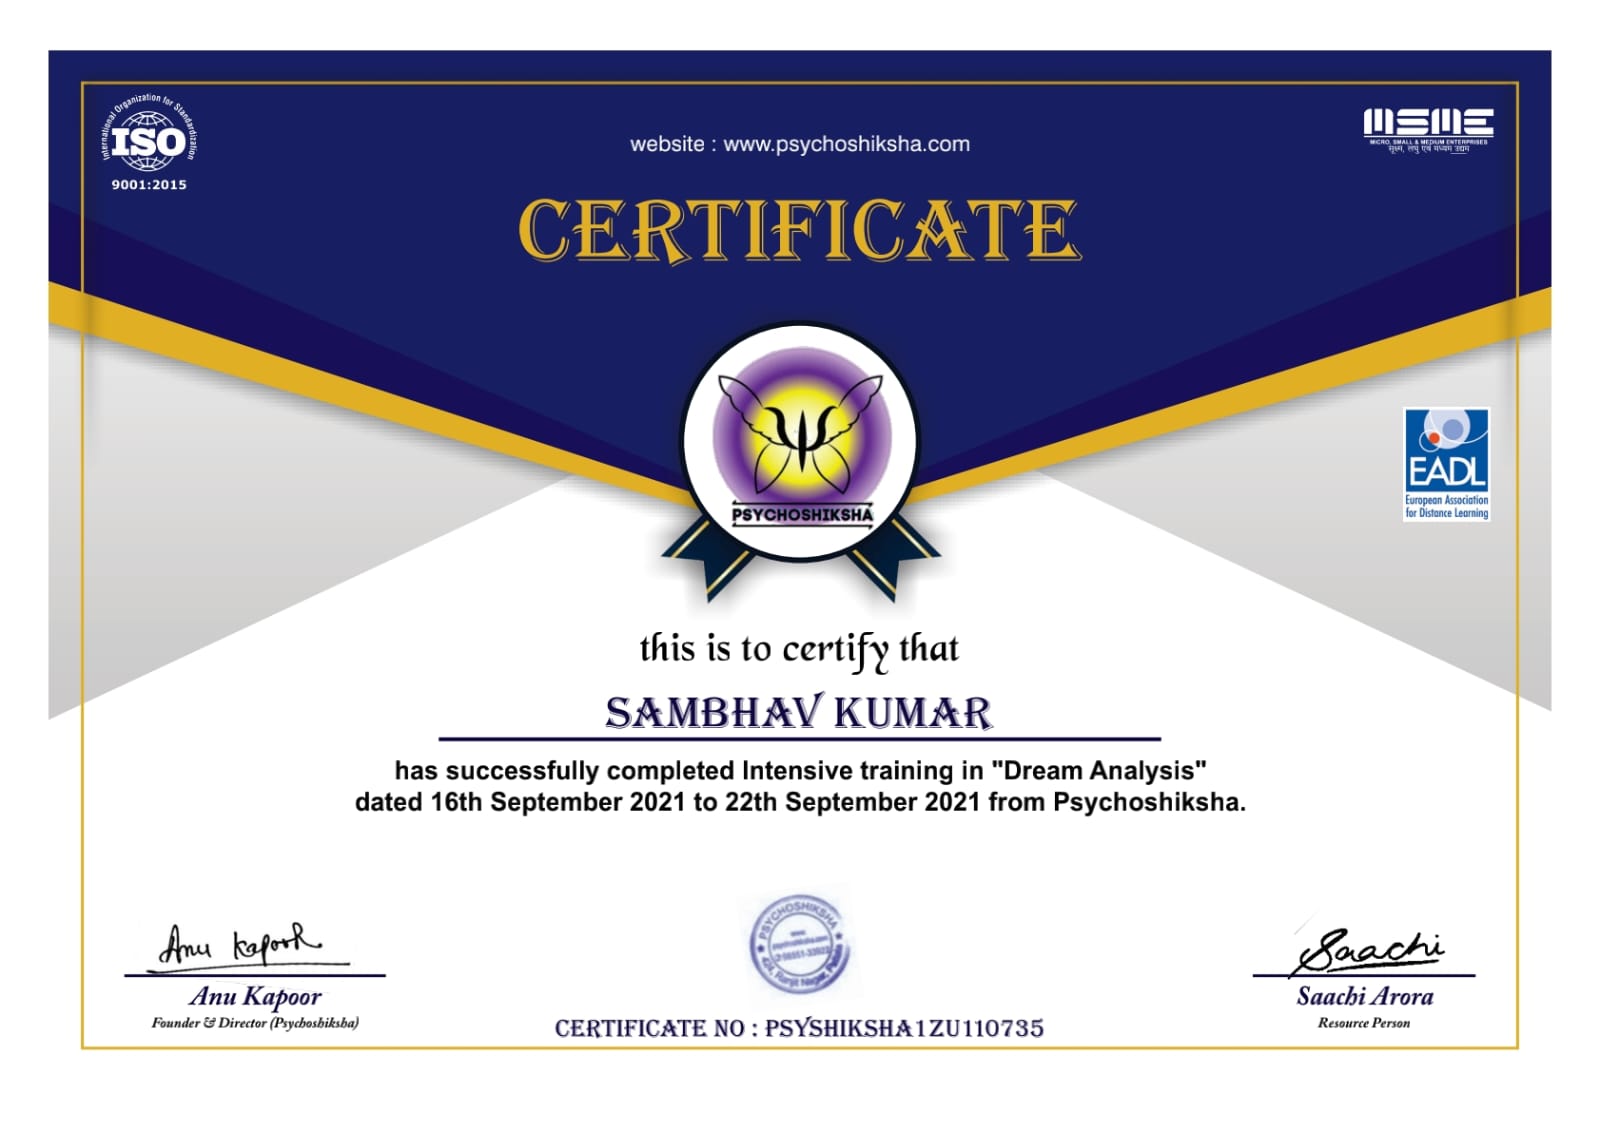 International Organization for Standardization
ISO
9001:2015
website : www.psychoshiksha.com
MSME
MICRO, SMALL & MEDIUM ENTERPRISES
सूक्ष्म, लघु एवं मध्यम उद्यम
CERTIFICATE
PSYCHOSHIKSHA
EADL
European Association
for Distance Learning
this is to certify that
SAMBHAV KUMAR
has successfully completed Intensive training in "Dream Analysis"
dated 16th September 2021 to 22th September 2021 from Psychoshiksha.
Anu Kapoor
Anu Kapoor
Founder & Director (Psychoshiksha)
PSYCHOSHIKSHA
www.
psychoshiksha.com
Saachi
Saachi Arora
Resource Person
CERTIFICATE NO : PSYSHIKSHA1ZU110735